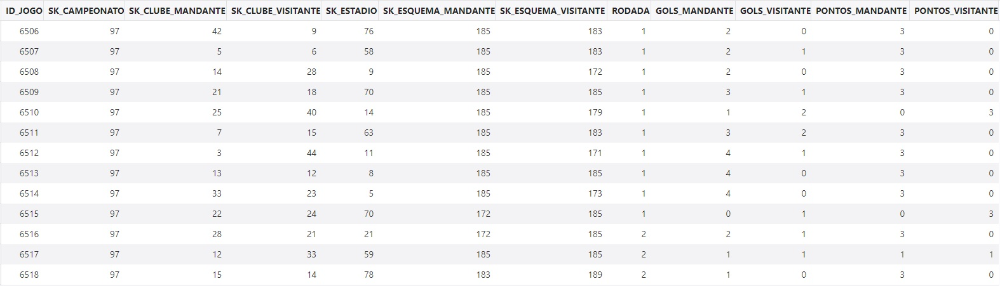 ID_JOGO SK_CAMPEONATO SK_CLUBE_MANDANTE SK_CLUBE_VISITANTE SK_ESTADIO SK_ESQUEMA_MANDANTE SK_ESQUEMA_VISITANTE RODADA GOLS_MANDANTE GOLS_VISITANTE PONTOS_MANDANTE PONTOS_VISITANTE
6506 97 42 9 76 185 183 1 2 0 3 0
6507 97 5 6 58 185 183 1 2 1 3 0
6508 97 14 28 9 185 172 1 2 0 3 0
6509 97 21 18 70 185 185 1 3 1 3 0
6510 97 25 40 14 185 179 1 1 2 0 3
6511 97 7 15 63 185 183 1 3 2 3 0
6512 97 3 44 11 185 171 1 4 1 3 0
6513 97 13 12 8 185 185 1 4 0 3 0
6514 97 33 23 5 185 173 1 4 0 3 0
6515 97 22 24 70 172 185 1 0 1 0 3
6516 97 28 21 21 172 185 2 2 1 3 0
6517 97 12 33 59 185 185 2 1 1 1 1
6518 97 15 14 78 183 189 2 1 0 3 0